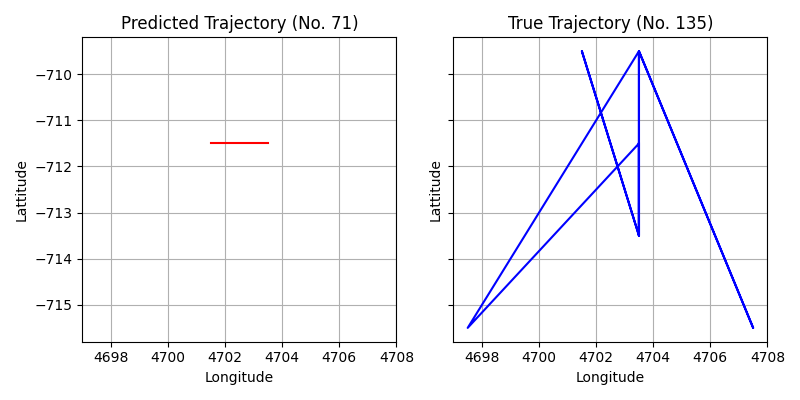 Predicted Trajectory (No. 71)
True Trajectory (No. 135)
−710
−711
−712
−713
−714
−715
Lattitude
Lattitude
4698 4700 4702 4704 4706 4708
4698 4700 4702 4704 4706 4708
Longitude
Longitude